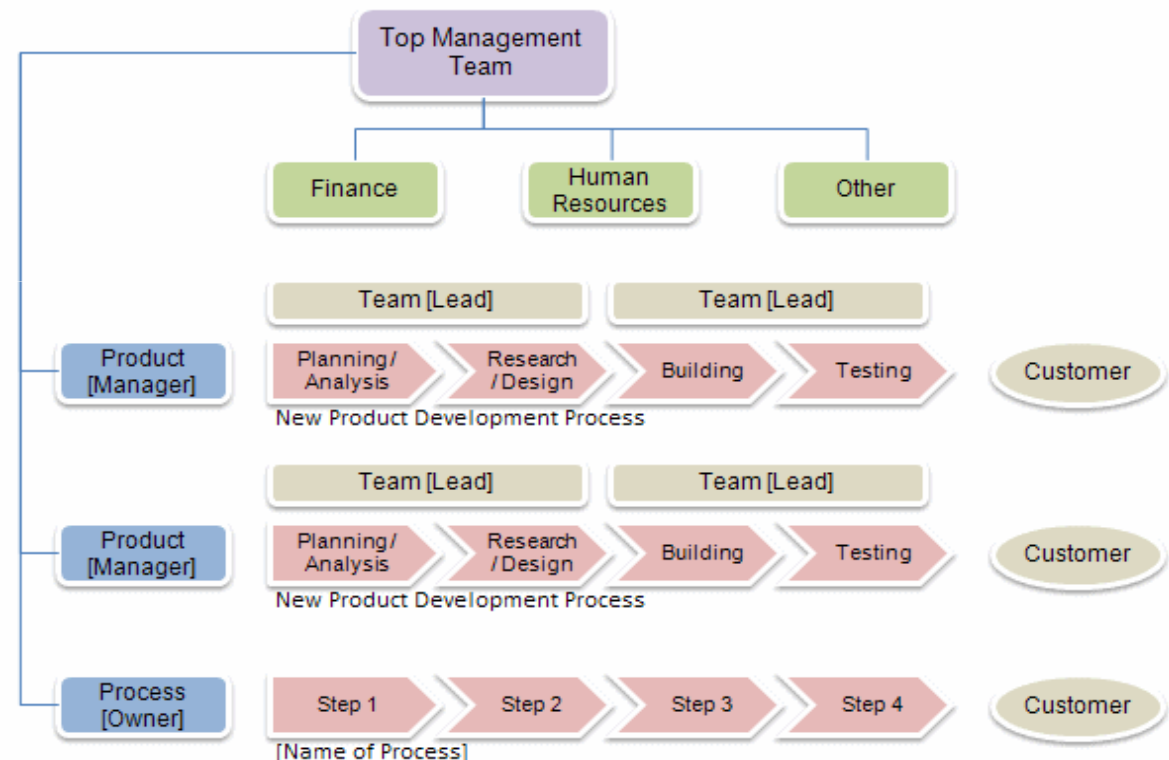 Top Management
Team
Finance
Human
Resources
Other
Team [Lead]
Team [Lead]
Product
[Manager]
Planning/
Analysis
Research
/Design
Building
Testing
Customer
New Product Development Process
Team [Lead]
Team [Lead]
Product
[Manager]
Planning/
Analysis
Research
/Design
Building
Testing
Customer
New Product Development Process
Process
[Owner]
Step 1
Step 2
Step 3
Step 4
Customer
[Name of Process]